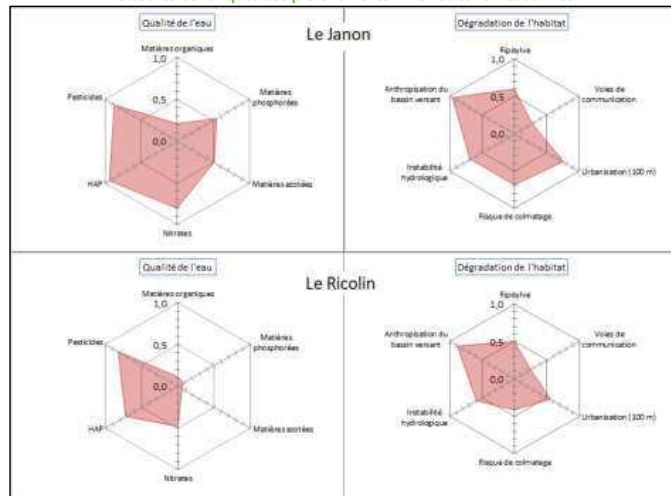 Qualité de l'eau
Le Janon
Dégradation de l'habitat
Matières organiques
1,0
Matières phosphorées
0,5
0,0
Pesticides
Matières azotées
HAP
Nitrates
Ripisylve
1,0
Anthropisation du bassin versant
Voies de communication
0,5
0,0
Instabilité hydrologique
Urbanisation (100 m)
Risque de colmatage
Qualité de l'eau
Le Ricolin
Dégradation de l'habitat
Matières organiques
1,0
Matières phosphorées
0,5
0,0
Pesticides
Matières azotées
HAP
Nitrates
Ripisylve
1,0
Anthropisation du bassin versant
Voies de communication
0,5
0,0
Instabilité hydrologique
Urbanisation (100 m)
Risque de colmatage